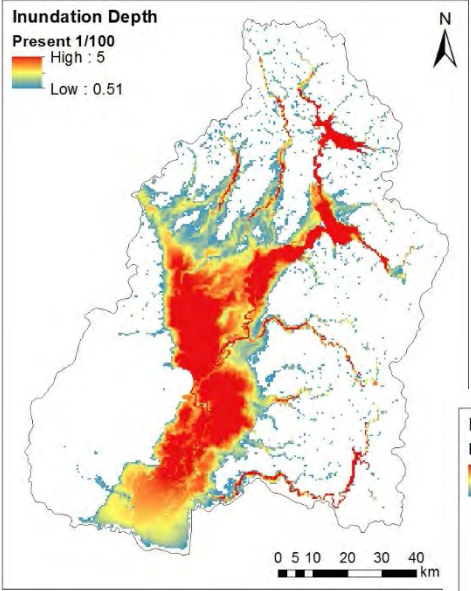 Inundation Depth
Present 1/100
High : 5
Low : 0.51
N
0 5 10 20 30 40
km